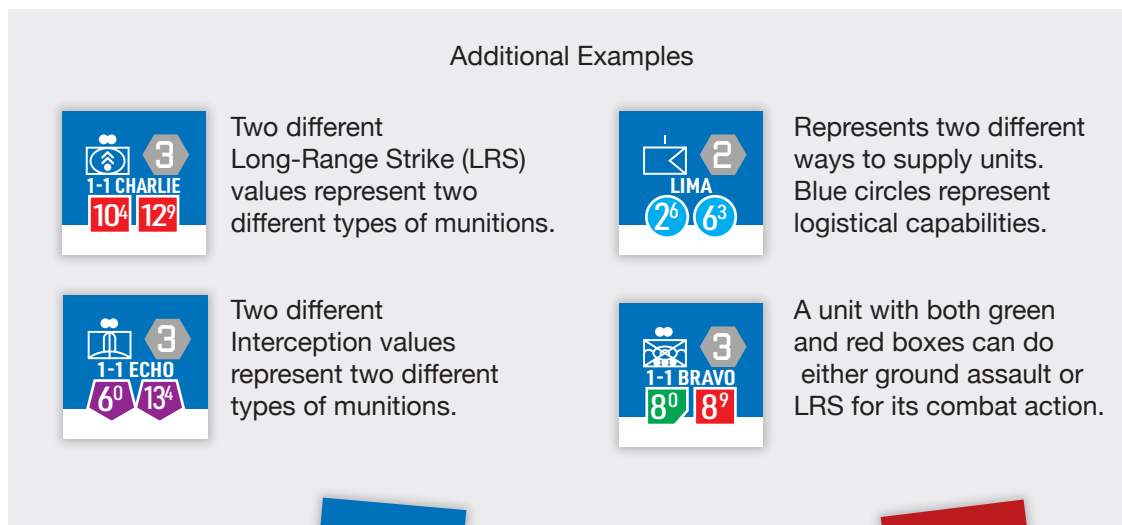 Additional Examples
3
1-1 CHARLIE
10⁴ 12⁹
Two different
Long-Range Strike (LRS)
values represent two
different types of munitions.
2
LIMA
2⁶ 6³
Represents two different
ways to supply units.
Blue circles represent
logistical capabilities.
3
1-1 ECHO
6⁰ 13⁴
Two different
Interception values
represent two different
types of munitions.
3
1-1 BRAVO
8⁰ 8⁹
A unit with both green
and red boxes can do
either ground assault or
LRS for its combat action.